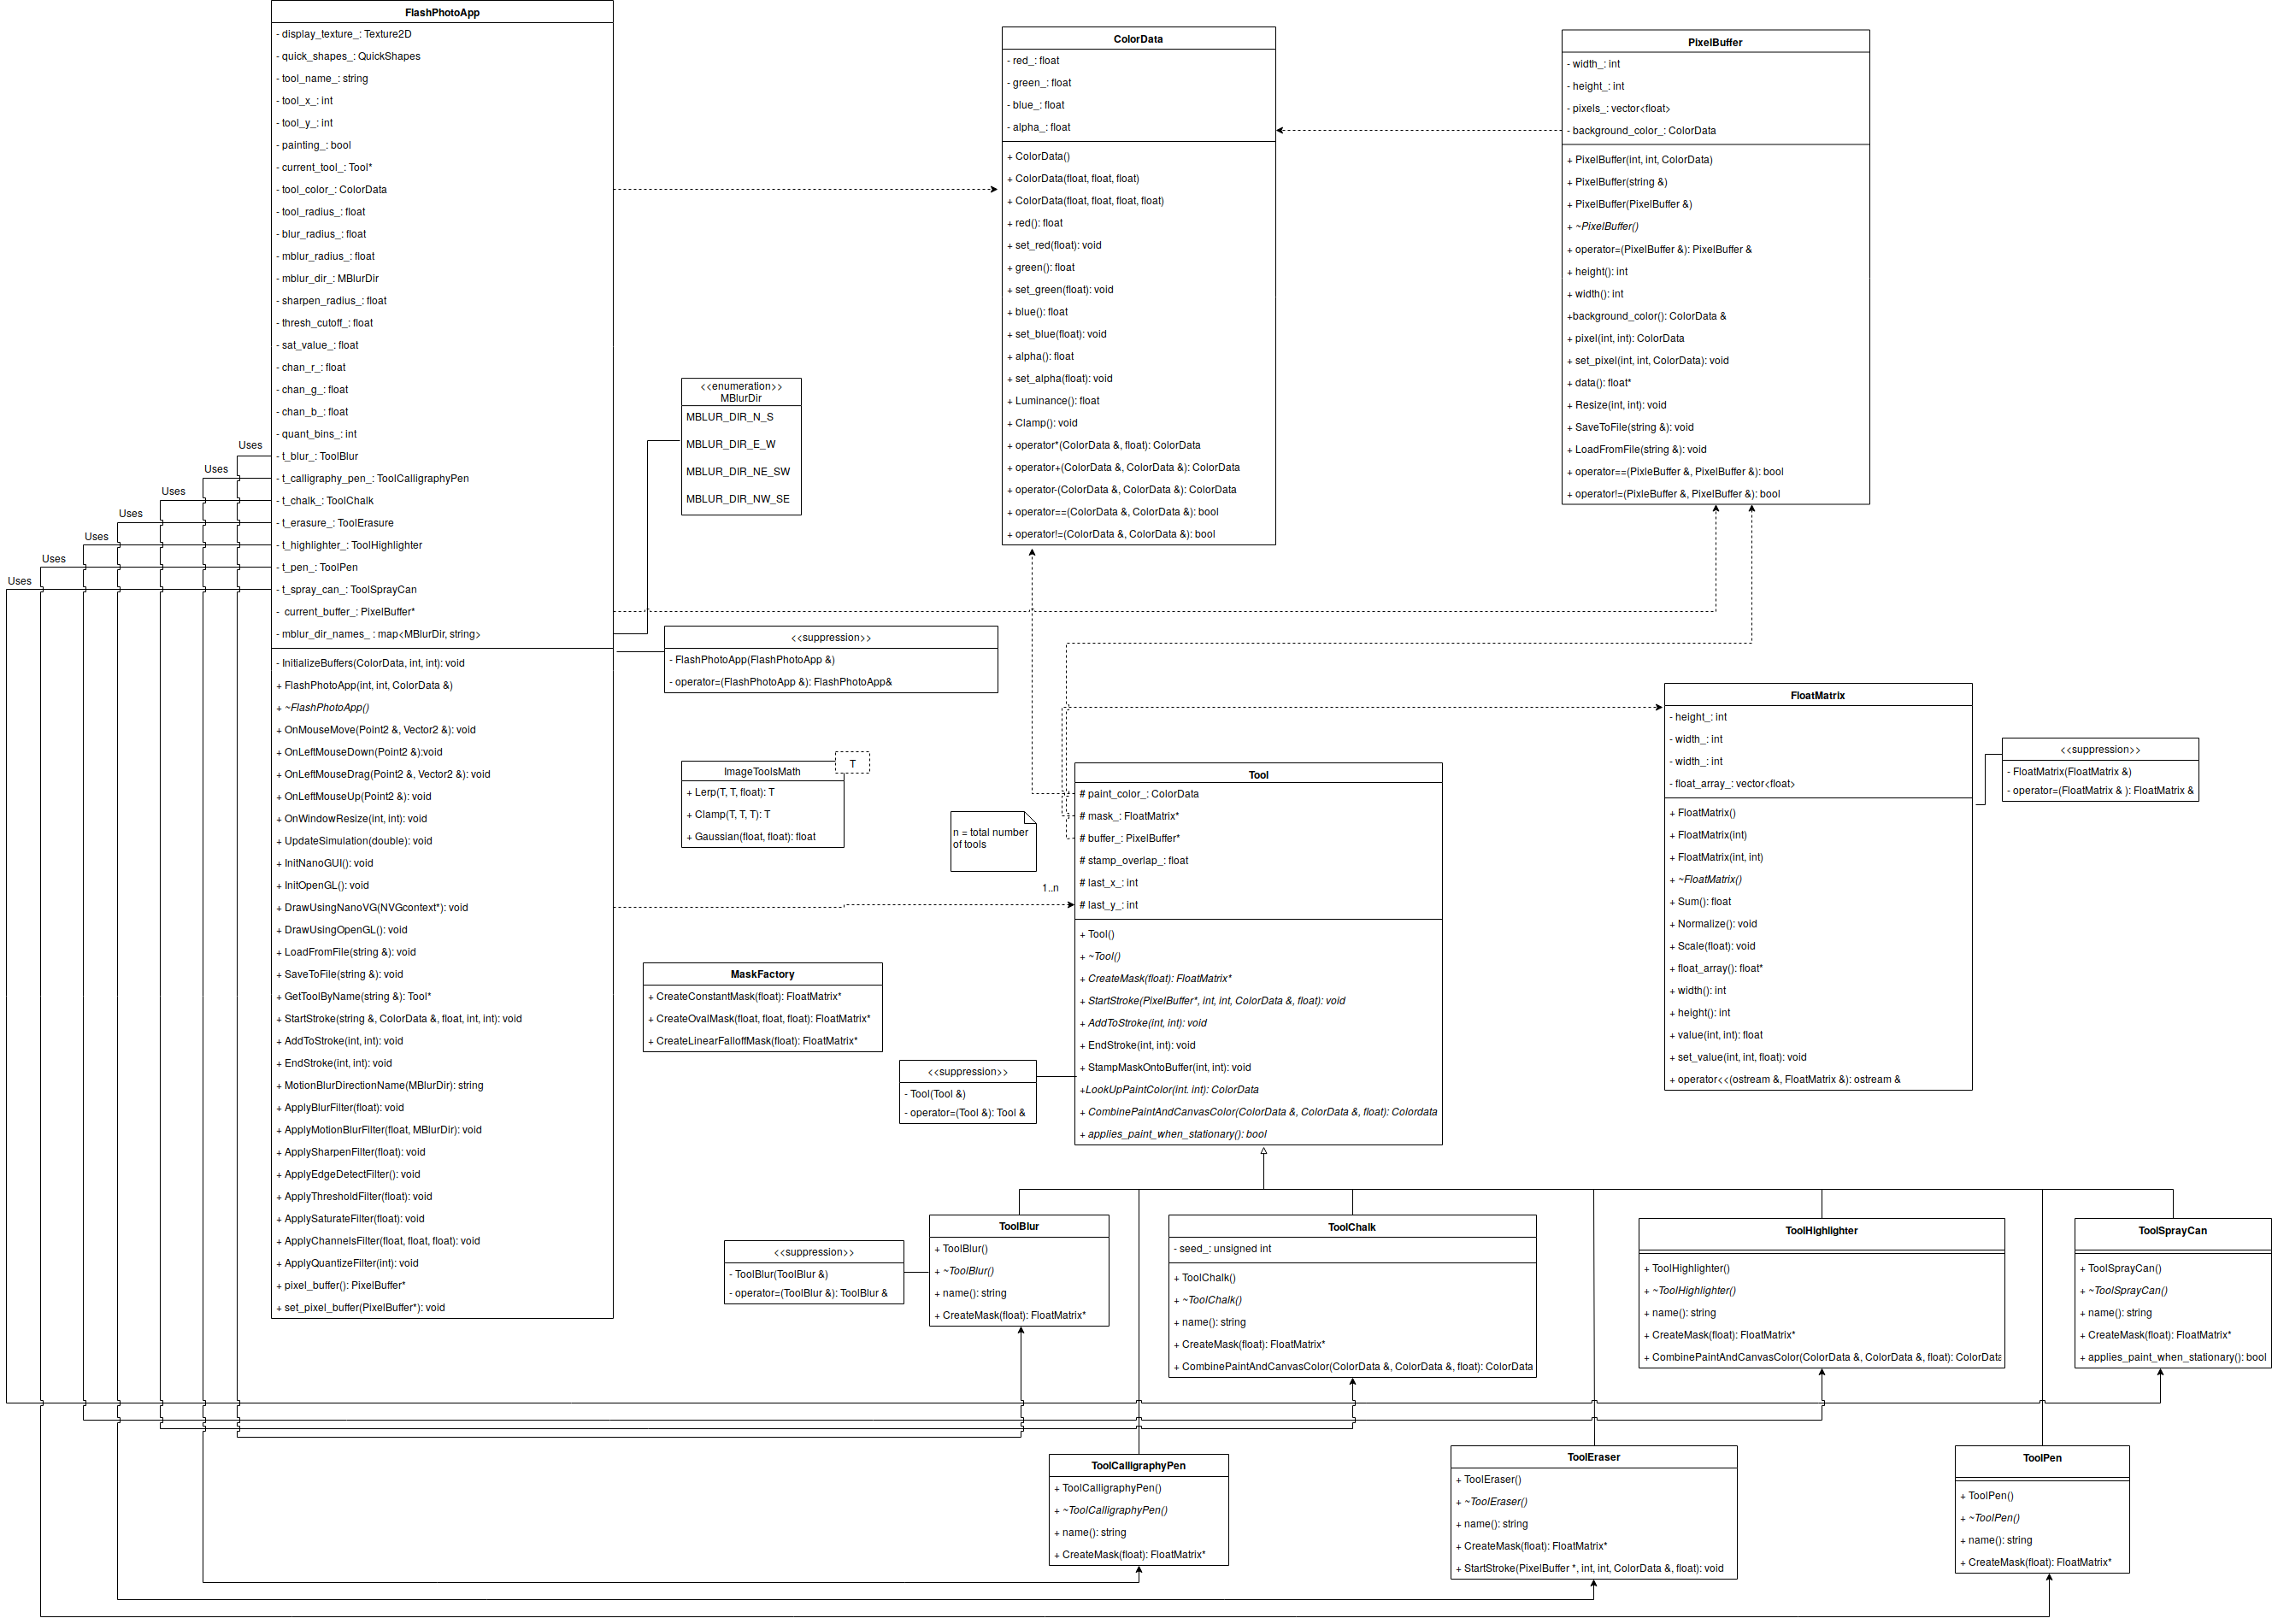 FlashPhotoApp
- display_texture_: Texture2D
- quick_shapes_: QuickShapes
- tool_name_: string
- tool_x_: int
- tool_y_: int
- painting_: bool
- current_tool_: Tool*
- tool_color_: ColorData
- tool_radius_: float
- blur_radius_: float
- mblur_radius_: float
- mblur_dir_: MBlurDir
- sharpen_radius_: float
- thresh_cutoff_: float
- sat_value_: float
- chan_r_: float
- chan_g_: float
- chan_b_: float
- quant_bins_: int
- t_blur_: ToolBlur
- t_calligraphy_pen_: ToolCalligraphyPen
- t_chalk_: ToolChalk
- t_erasure_: ToolErasure
- t_highlighter_: ToolHighlighter
- t_pen_: ToolPen
- t_spray_can_: ToolSprayCan
- current_buffer_: PixelBuffer*
- mblur_dir_names_ : map<MBlurDir, string>
- InitializeBuffers(ColorData, int, int): void
+ FlashPhotoApp(int, int, ColorData &)
+ ~FlashPhotoApp()
+ OnMouseMove(Point2 &, Vector2 &): void
+ OnLeftMouseDown(Point2 &):void
+ OnLeftMouseDrag(Point2 &, Vector2 &): void
+ OnLeftMouseUp(Point2 &): void
+ OnWindowResize(int, int): void
+ UpdateSimulation(double): void
+ InitNanoGUI(): void
+ InitOpenGL(): void
+ DrawUsingNanoVG(NVGcontext*): void
+ DrawUsingOpenGL(): void
+ LoadFromFile(string &): void
+ SaveToFile(string &): void
+ GetToolByName(string &): Tool*
+ StartStroke(string &, ColorData &, float, int, int): void
+ AddToStroke(int, int): void
+ EndStroke(int, int): void
+ MotionBlurDirectionName(MBlurDir): string
+ ApplyBlurFilter(float): void
+ ApplyMotionBlurFilter(float, MBlurDir): void
+ ApplySharpenFilter(float): void
+ ApplyEdgeDetectFilter(): void
+ ApplyThresholdFilter(float): void
+ ApplySaturateFilter(float): void
+ ApplyChannelsFilter(float, float, float): void
+ ApplyQuantizeFilter(int): void
+ pixel_buffer(): PixelBuffer*
+ set_pixel_buffer(PixelBuffer*): void
Uses
Uses
Uses
Uses
Uses
Uses
Uses
<<enumeration>>
MBlurDir
MBLUR_DIR_N_S
MBLUR_DIR_E_W
MBLUR_DIR_NE_SW
MBLUR_DIR_NW_SE
<<suppression>>
- FlashPhotoApp(FlashPhotoApp &)
- operator=(FlashPhotoApp &): FlashPhotoApp&
ImageToolsMath
T
+ Lerp(T, T, float): T
+ Clamp(T, T, T): T
+ Gaussian(float, float): float
n = total number
of tools
1..n
MaskFactory
+ CreateConstantMask(float): FloatMatrix*
+ CreateOvalMask(float, float, float): FloatMatrix*
+ CreateLinearFalloffMask(float): FloatMatrix*
ColorData
- red_: float
- green_: float
- blue_: float
- alpha_: float
+ ColorData()
+ ColorData(float, float, float)
+ ColorData(float, float, float, float)
+ red(): float
+ set_red(float): void
+ green(): float
+ set_green(float): void
+ blue(): float
+ set_blue(float): void
+ alpha(): float
+ set_alpha(float): void
+ Luminance(): float
+ Clamp(): void
+ operator*(ColorData &, float): ColorData
+ operator+(ColorData &, ColorData &): ColorData
+ operator-(ColorData &, ColorData &): ColorData
+ operator==(ColorData &, ColorData &): bool
+ operator!=(ColorData &, ColorData &): bool
PixelBuffer
- width_: int
- height_: int
- pixels_: vector<float>
- background_color_: ColorData
+ PixelBuffer(int, int, ColorData)
+ PixelBuffer(string &)
+ PixelBuffer(PixelBuffer &)
+ ~PixelBuffer()
+ operator=(PixelBuffer &): PixelBuffer &
+ height(): int
+ width(): int
+background_color(): ColorData &
+ pixel(int, int): ColorData
+ set_pixel(int, int, ColorData): void
+ data(): float*
+ Resize(int, int): void
+ SaveToFile(string &): void
+ LoadFromFile(string &): void
+ operator==(PixleBuffer &, PixelBuffer &): bool
+ operator!=(PixleBuffer &, PixelBuffer &): bool
FloatMatrix
- height_: int
- width_: int
- width_: int
- float_array_: vector<float>
+ FloatMatrix()
+ FloatMatrix(int)
+ FloatMatrix(int, int)
+ ~FloatMatrix()
+ Sum(): float
+ Normalize(): void
+ Scale(float): void
+ float_array(): float*
+ width(): int
+ height(): int
+ value(int, int): float
+ set_value(int, int, float): void
+ operator<<(ostream &, FloatMatrix &): ostream &
<<suppression>>
- FloatMatrix(FloatMatrix &)
- operator=(FloatMatrix & ): FloatMatrix &
Tool
# paint_color_: ColorData
# mask_: FloatMatrix*
# buffer_: PixelBuffer*
# stamp_overlap_: float
# last_x_: int
# last_y_: int
+ Tool()
+ ~Tool()
+ CreateMask(float): FloatMatrix*
+ StartStroke(PixelBuffer*, int, int, ColorData &, float): void
+ AddToStroke(int, int): void
+ EndStroke(int, int): void
+ StampMaskOntoBuffer(int, int): void
+LookUpPaintColor(int. int): ColorData
+ CombinePaintAndCanvasColor(ColorData &, ColorData &, float): Colordata
+ applies_paint_when_stationary(): bool
<<suppression>>
- Tool(Tool &)
- operator=(Tool &): Tool &
<<suppression>>
- ToolBlur(ToolBlur &)
- operator=(ToolBlur &): ToolBlur &
ToolBlur
+ ToolBlur()
+ ~ToolBlur()
+ name(): string
+ CreateMask(float): FloatMatrix*
ToolChalk
- seed_: unsigned int
+ ToolChalk()
+ ~ToolChalk()
+ name(): string
+ CreateMask(float): FloatMatrix*
+ CombinePaintAndCanvasColor(ColorData &, ColorData &, float): ColorData
ToolHighlighter
+ ToolHighlighter()
+ ~ToolHighlighter()
+ name(): string
+ CreateMask(float): FloatMatrix*
+ CombinePaintAndCanvasColor(ColorData &, ColorData &, float): ColorData
ToolSprayCan
+ ToolSprayCan()
+ ~ToolSprayCan()
+ name(): string
+ CreateMask(float): FloatMatrix*
+ applies_paint_when_stationary(): bool
ToolCalligraphyPen
+ ToolCalligraphyPen()
+ ~ToolCalligraphyPen()
+ name(): string
+ CreateMask(float): FloatMatrix*
ToolEraser
+ ToolEraser()
+ ~ToolEraser()
+ name(): string
+ CreateMask(float): FloatMatrix*
+ StartStroke(PixelBuffer *, int, int, ColorData &, float): void
ToolPen
+ ToolPen()
+ ~ToolPen()
+ name(): string
+ CreateMask(float): FloatMatrix*